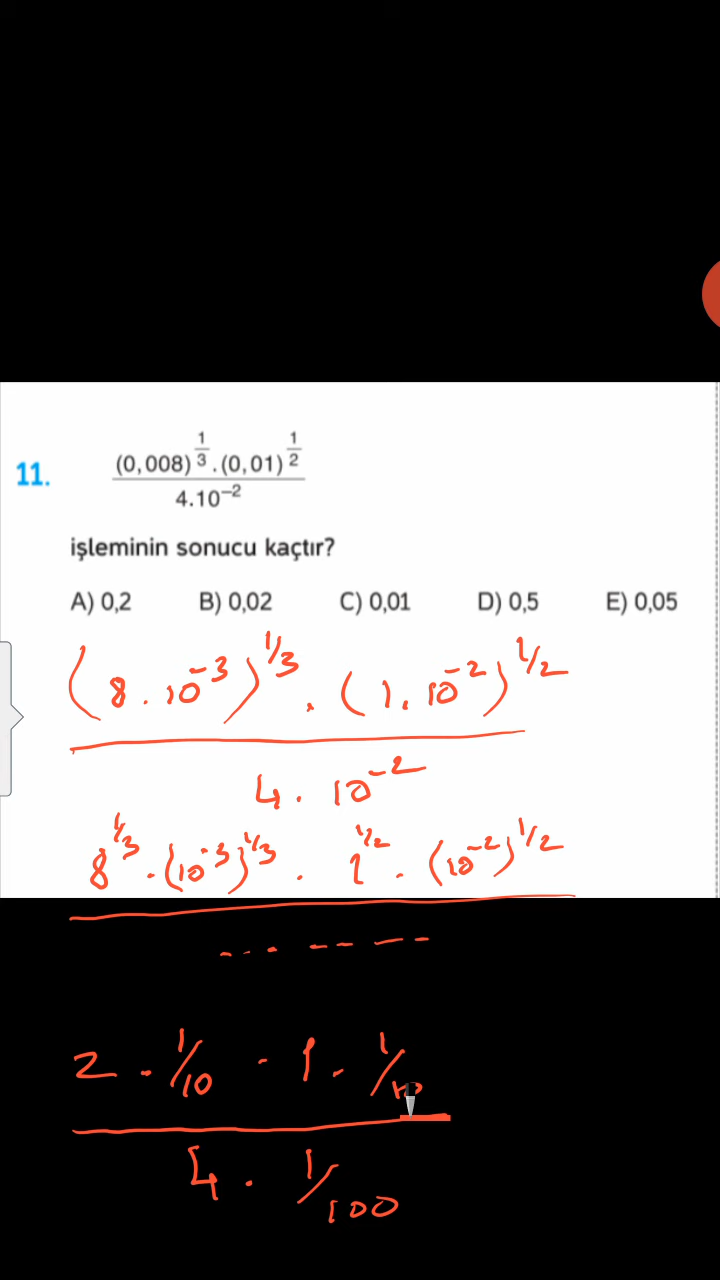 11. (0,008)^(1/3) . (0,01)^(1/2)
4.10^–2
işleminin sonucu kaçtır?
A) 0,2 B) 0,02 C) 0,01 D) 0,5 E) 0,05
(8 . 10^-3)^1/3 . (1. 10^-2)^1/2
4 . 10^-2
8^1/3 . (10^-3)^1/3 . 1^1/2 . (10^-2)^1/2
2 . 1/10 . 1 . 1/10
4 . 1/100